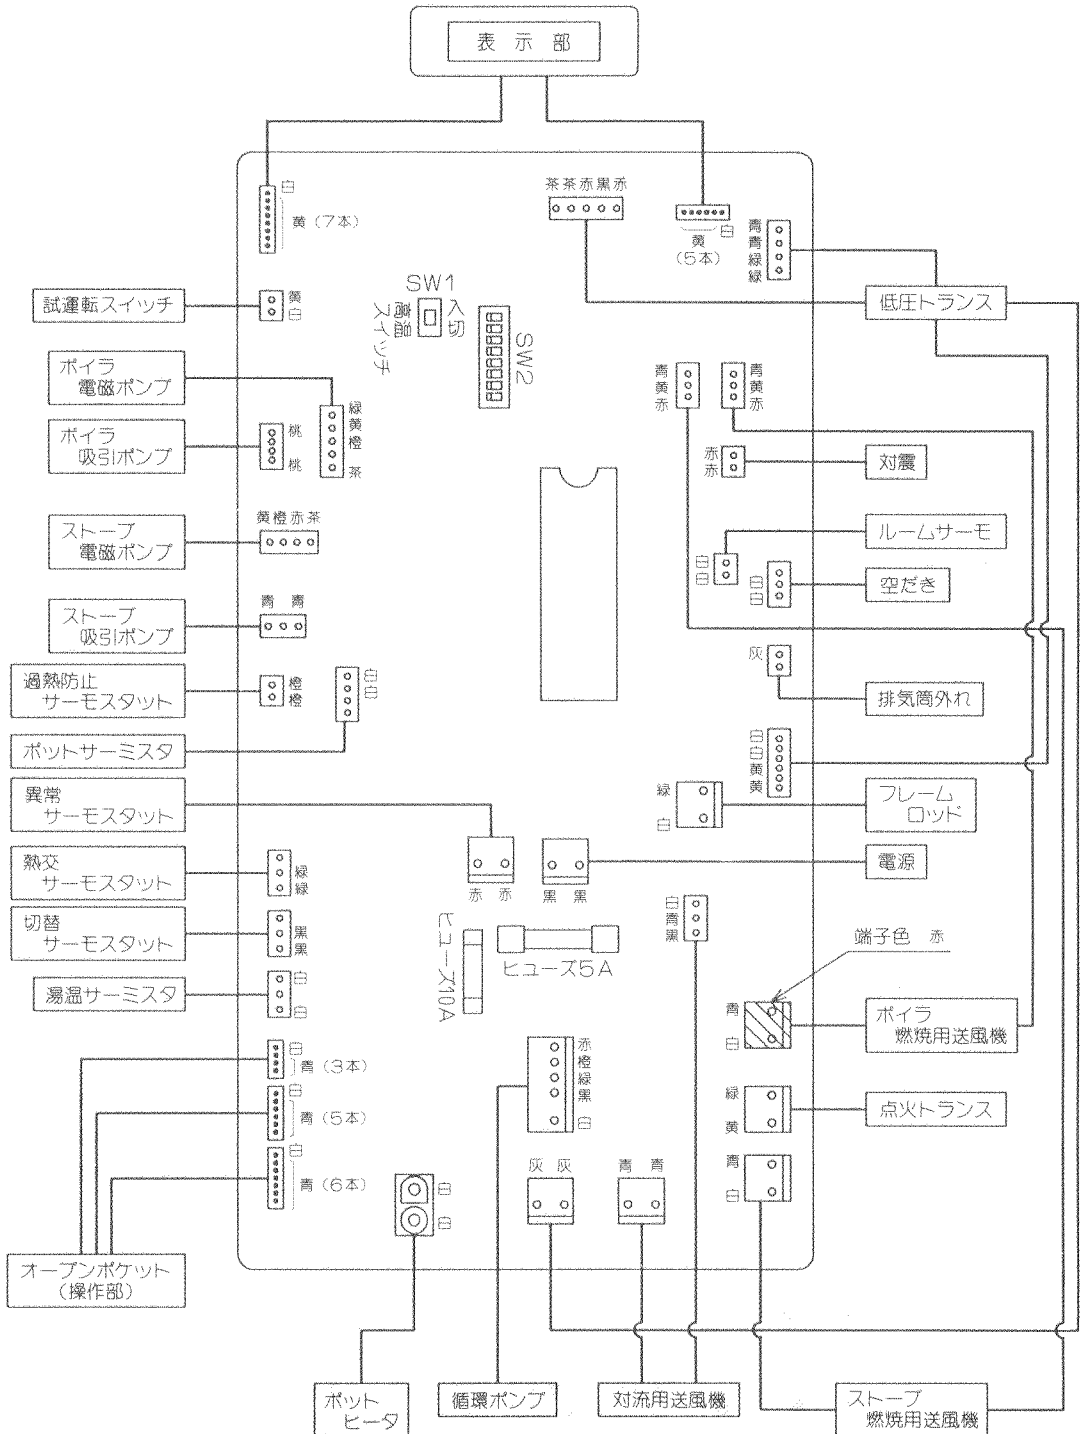 表示部
白
黄(7本)
茶茶赤黒赤
白
黄
(5本)
青
青
緑
緑
SW1
入
切
高温
スイッチ
SW2
試運転スイッチ
黄
白
低圧トランス
ボイラ
電磁ポンプ
緑
黄
橙
茶
青
黄
赤
青
黄
赤
ボイラ
吸引ポンプ
桃
桃
赤
赤
対震
ストーブ
電磁ポンプ
黄橙赤茶
ルームサーモ
白
白
白
白
空だき
ストーブ
吸引ポンプ
青 青
灰
排気筒外れ
過熱防止
サーモスタット
橙
橙
白
白
ポットサーミスタ
白
白
黄
黄
異常
サーモスタット
緑
白
フレーム
ロッド
赤 赤
黒 黒
電源
熱交
サーモスタット
緑
緑
白
青
黒
切替
サーモスタット
黒
黒
ヒューズ10A
ヒューズ5A
端子色 赤
湯温サーミスタ
白
白
青
白
ボイラ
燃焼用送風機
白
青(3本)
白
青(5本)
白
青(6本)
赤
橙
緑
黒
白
緑
黄
点火トランス
青
白
灰 灰
青 青
白
白
オープンポケット
(操作部)
ポット
ヒータ
循環ポンプ
対流用送風機
ストーブ
燃焼用送風機